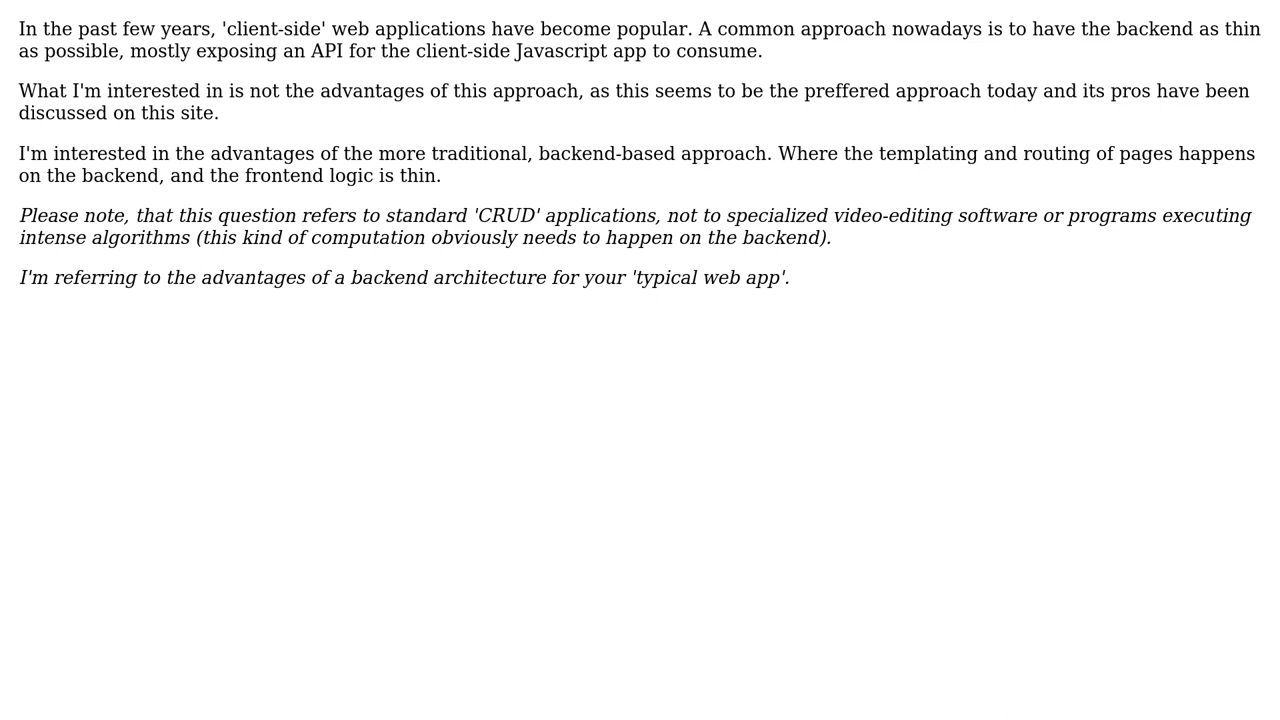 In the past few years, 'client-side' web applications have become popular. A common approach nowadays is to have the backend as thin
as possible, mostly exposing an API for the client-side Javascript app to consume.
What I'm interested in is not the advantages of this approach, as this seems to be the preffered approach today and its pros have been
discussed on this site.
I'm interested in the advantages of the more traditional, backend-based approach. Where the templating and routing of pages happens
on the backend, and the frontend logic is thin.
Please note, that this question refers to standard 'CRUD' applications, not to specialized video-editing software or programs executing
intense algorithms (this kind of computation obviously needs to happen on the backend).
I'm referring to the advantages of a backend architecture for your 'typical web app'.